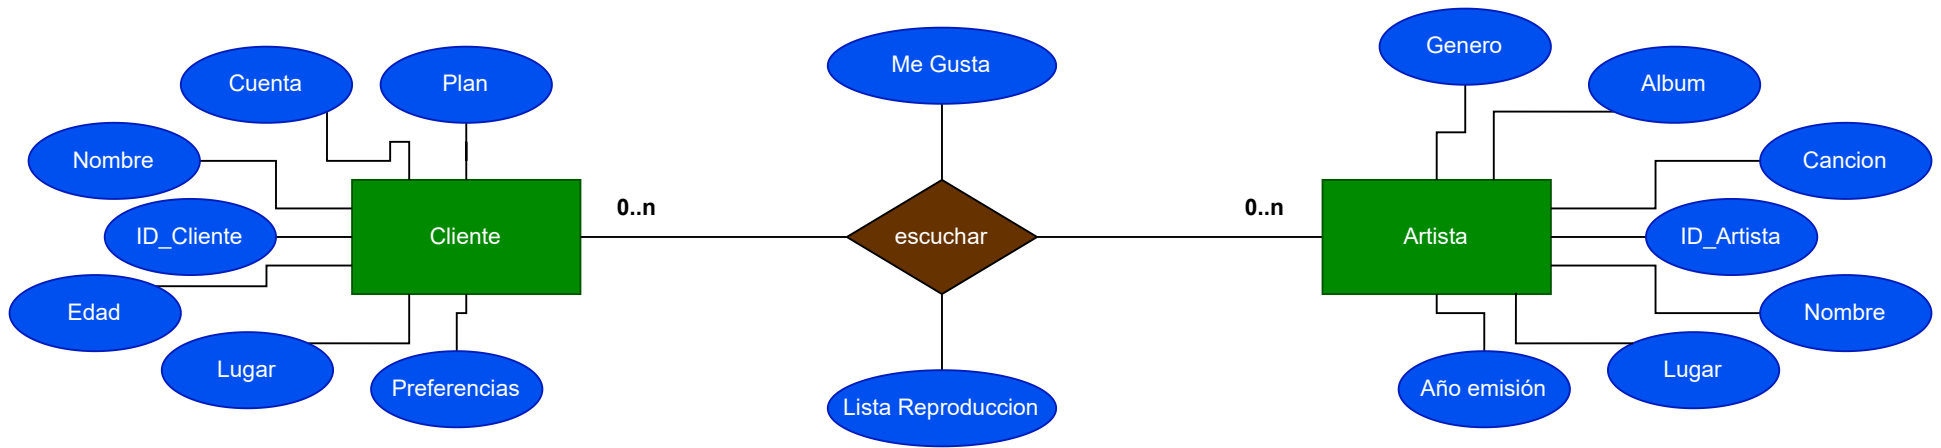 Genero
Me Gusta
Cuenta
Plan
Album
Nombre
Cancion
0..n
0..n
ID_Cliente
Cliente
escuchar
Artista
ID_Artista
Edad
Nombre
Lugar
Lugar
Preferencias
Año emisión
Lista Reproduccion